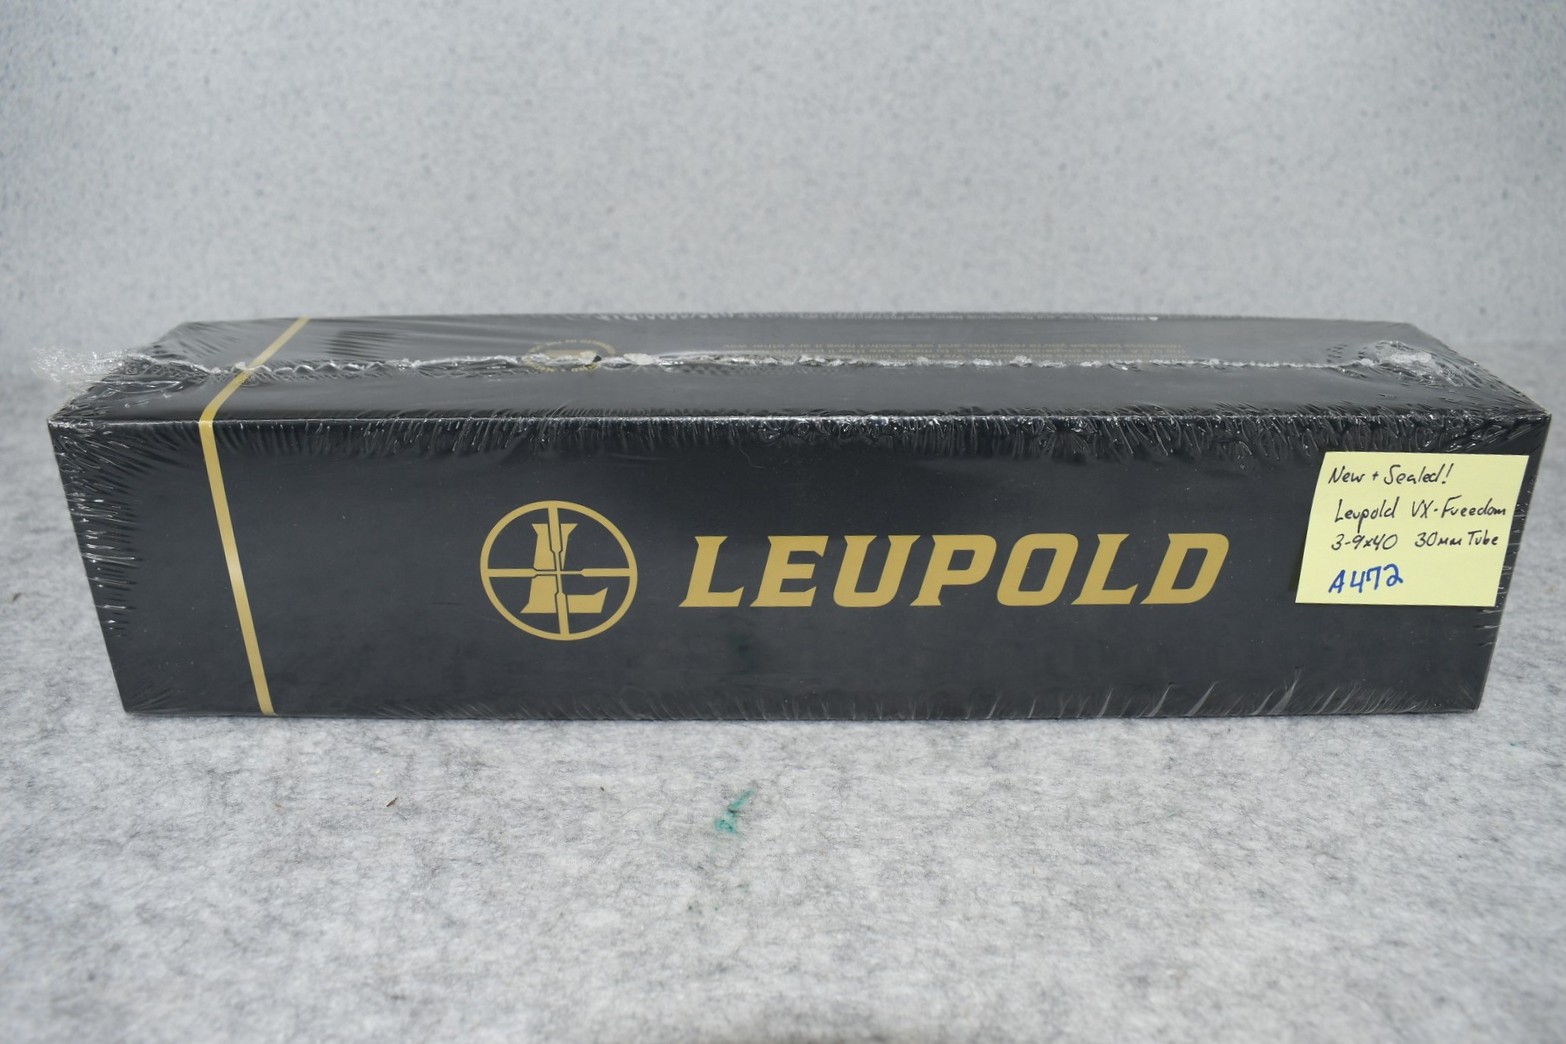 LEUPOLD
New + Sealed!
Leupold VX-Freedom
3-9x40 30mm Tube
A472